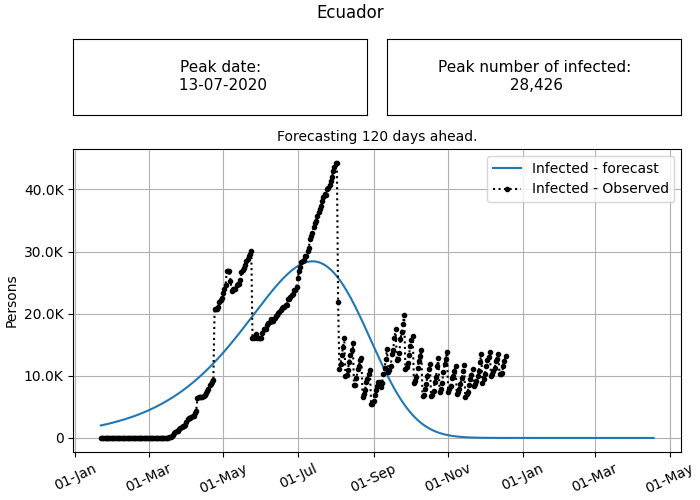 Ecuador
Peak date:
13-07-2020
Peak number of infected:
28,426
Forecasting 120 days ahead.
Infected - forecast
Infected - Observed
Persons
40.0K
30.0K
20.0K
10.0K
0
01-Jan
01-Mar
01-May
01-Jul
01-Sep
01-Nov
01-Jan
01-Mar
01-May